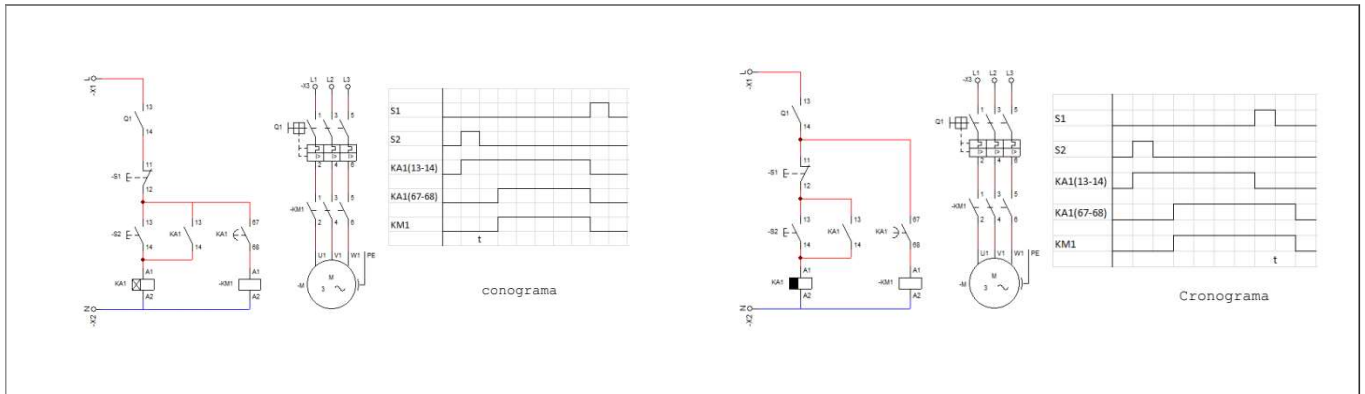 L
-X1
13
Q1
14
11
-S1
12
13
-S2
14
13
KA1
14
67
KA1
68
A1
KA1
A2
A1
-KM1
A2
N
-X2
L1 L2 L3
-X3
1 3 5
Q1
2 4 6
1 3 5
-KM1
2 4 6
U1 V1 W1 PE
M
-M
3
S1
S2
KA1(13-14)
KA1(67-68)
KM1
t
conograma
L
-X1
13
Q1
14
11
-S1
12
13
-S2
14
13
KA1
14
67
KA1
68
A1
KA1
A2
A1
-KM1
A2
N
-X2
L1 L2 L3
-X3
1 3 5
Q1
2 4 6
1 3 5
-KM1
2 4 6
U1 V1 W1 PE
M
-M
3
S1
S2
KA1(13-14)
KA1(67-68)
KM1
t
Cronograma